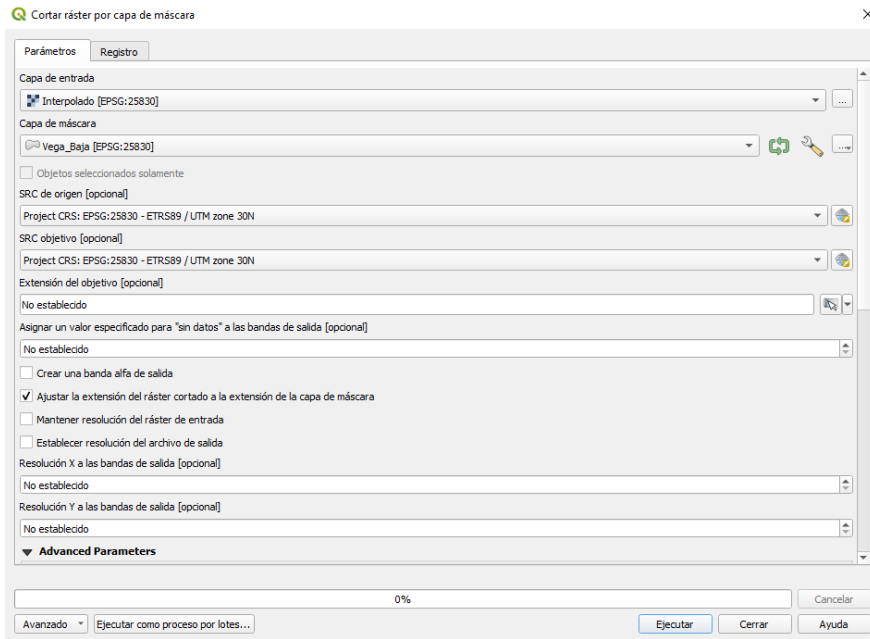 Cortar ráster por capa de máscara
Parámetros Registro
Capa de entrada
Interpolado [EPSG:25830]
...
Capa de máscara
Vega_Baja [EPSG:25830]
...
Objetos seleccionados solamente
SRC de origen [opcional]
Project CRS: EPSG:25830 - ETRS89 / UTM zone 30N
SRC objetivo [opcional]
Project CRS: EPSG:25830 - ETRS89 / UTM zone 30N
Extensión del objetivo [opcional]
No establecido
Asignar un valor especificado para "sin datos" a las bandas de salida [opcional]
No establecido
Crear una banda alfa de salida
Ajustar la extensión del ráster cortado a la extensión de la capa de máscara
Mantener resolución del ráster de entrada
Establecer resolución del archivo de salida
Resolución X a las bandas de salida [opcional]
No establecido
Resolución Y a las bandas de salida [opcional]
No establecido
Advanced Parameters
0%
Cancelar
Avanzado Ejecutar como proceso por lotes... Ejecutar Cerrar Ayuda